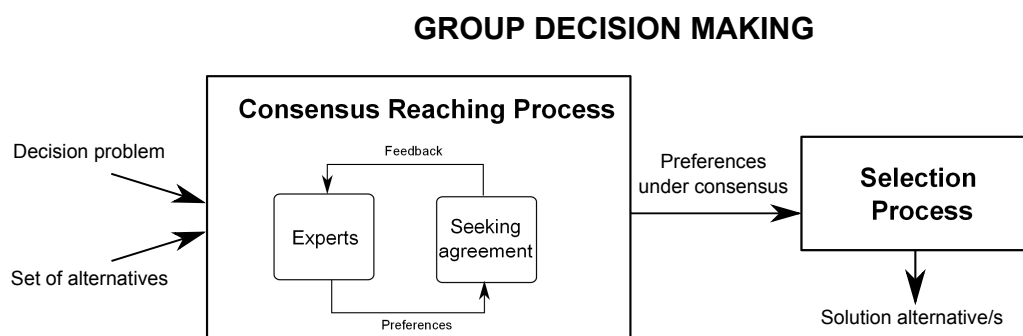 GROUP DECISION MAKING
Consensus Reaching Process
Decision problem
Set of alternatives
Feedback
Experts
Seeking
agreement
Preferences
Preferences
under consensus
Selection
Process
Solution alternative/s